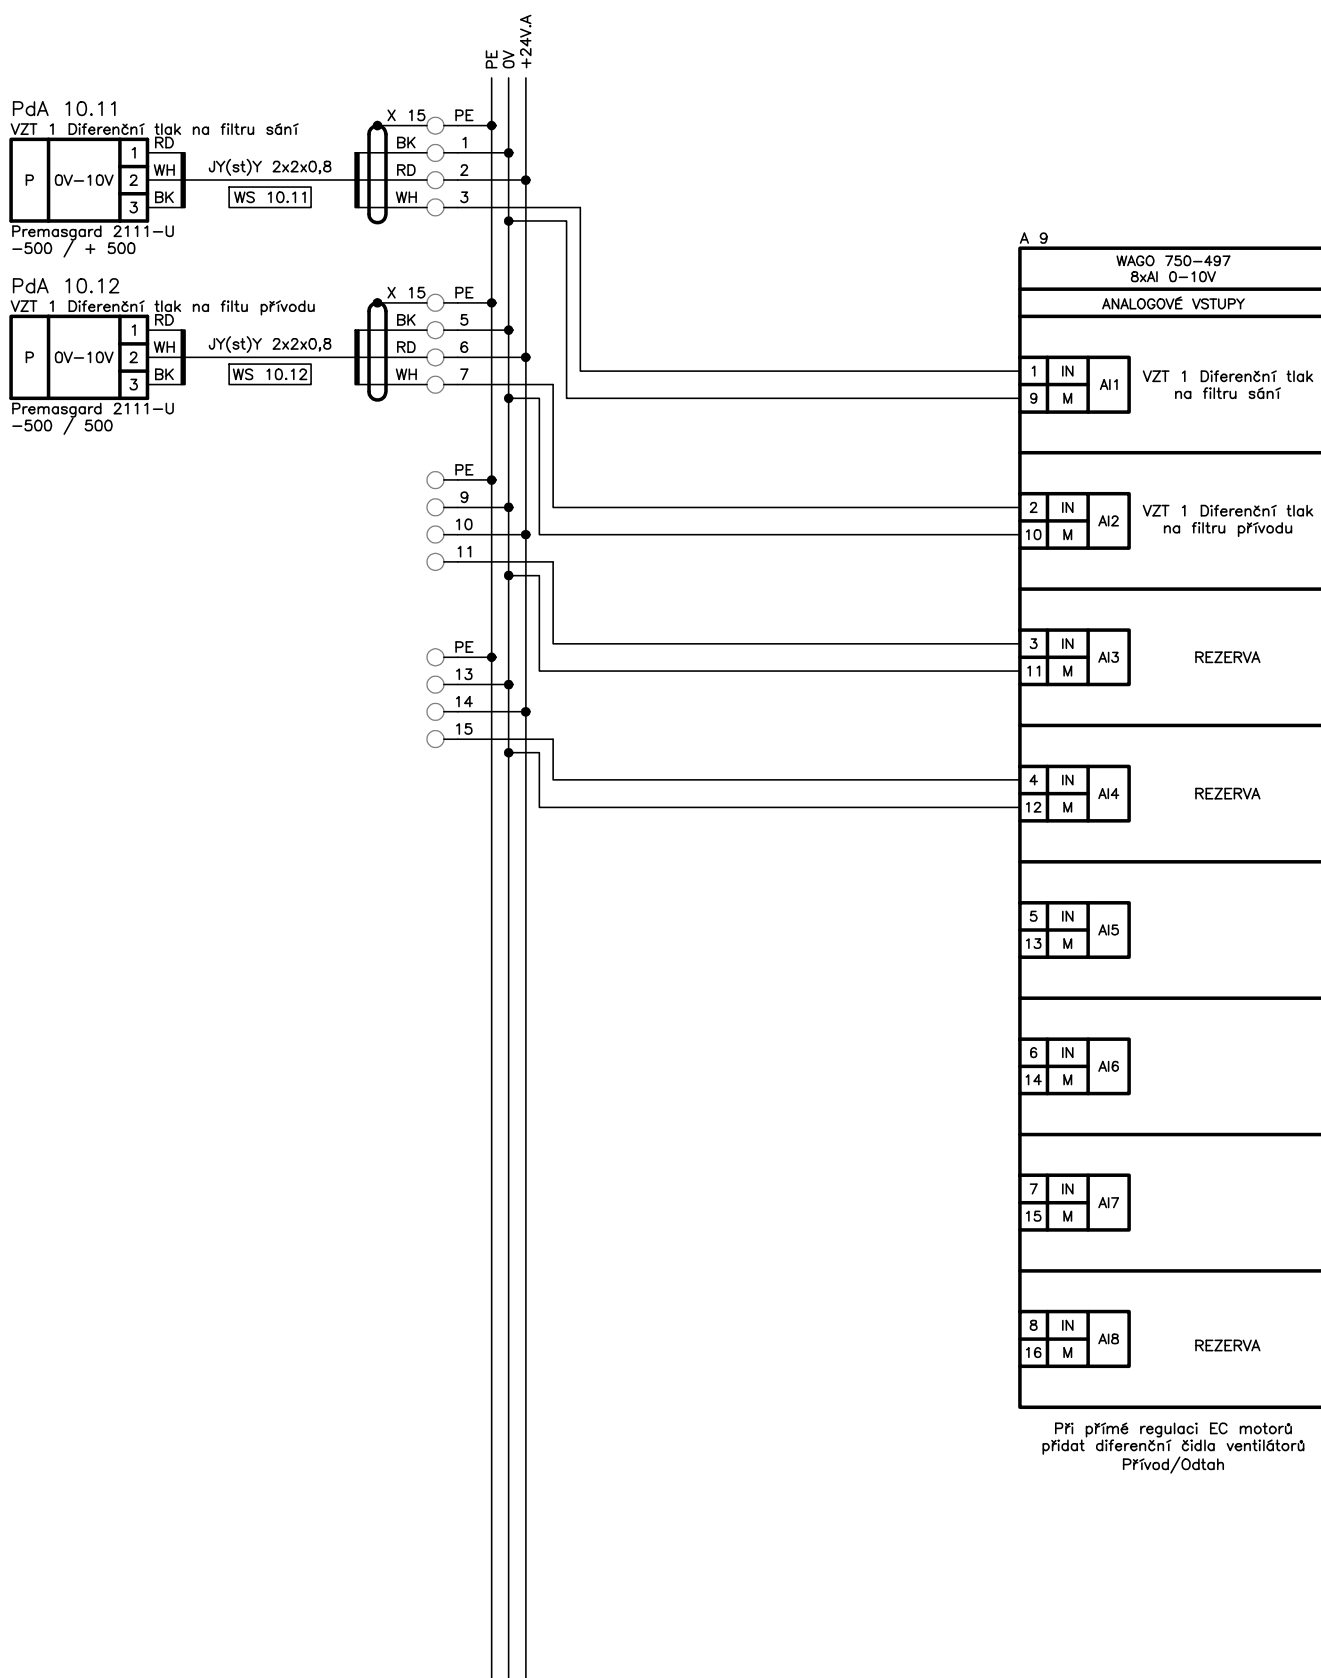 PE
0V
+24V.A
PdA 10.11
VZT 1 Diferenční tlak na filtru sání
P
0V-10V
1
2
3
RD
WH
BK
JY(st)Y 2x2x0,8
WS 10.11
Premasgard 2111-U
-500 / + 500
X 15
PE
BK
1
RD
2
WH
3
PdA 10.12
VZT 1 Diferenční tlak na filtu přívodu
P
0V-10V
1
2
3
RD
WH
BK
JY(st)Y 2x2x0,8
WS 10.12
Premasgard 2111-U
-500 / 500
X 15
PE
BK
5
RD
6
WH
7
PE
9
10
11
PE
13
14
15
A 9
WAGO 750-497
8xAI 0-10V
ANALOGOVÉ VSTUPY
1 IN
9 M
AI1
VZT 1 Diferenční tlak
na filtru sání
2 IN
10 M
AI2
VZT 1 Diferenční tlak
na filtru přívodu
3 IN
11 M
AI3
REZERVA
4 IN
12 M
AI4
REZERVA
5 IN
13 M
AI5
6 IN
14 M
AI6
7 IN
15 M
AI7
8 IN
16 M
AI8
REZERVA
Při přímé regulaci EC motorů
přidat diferenční čidla ventilátorů
Přívod/Odtah